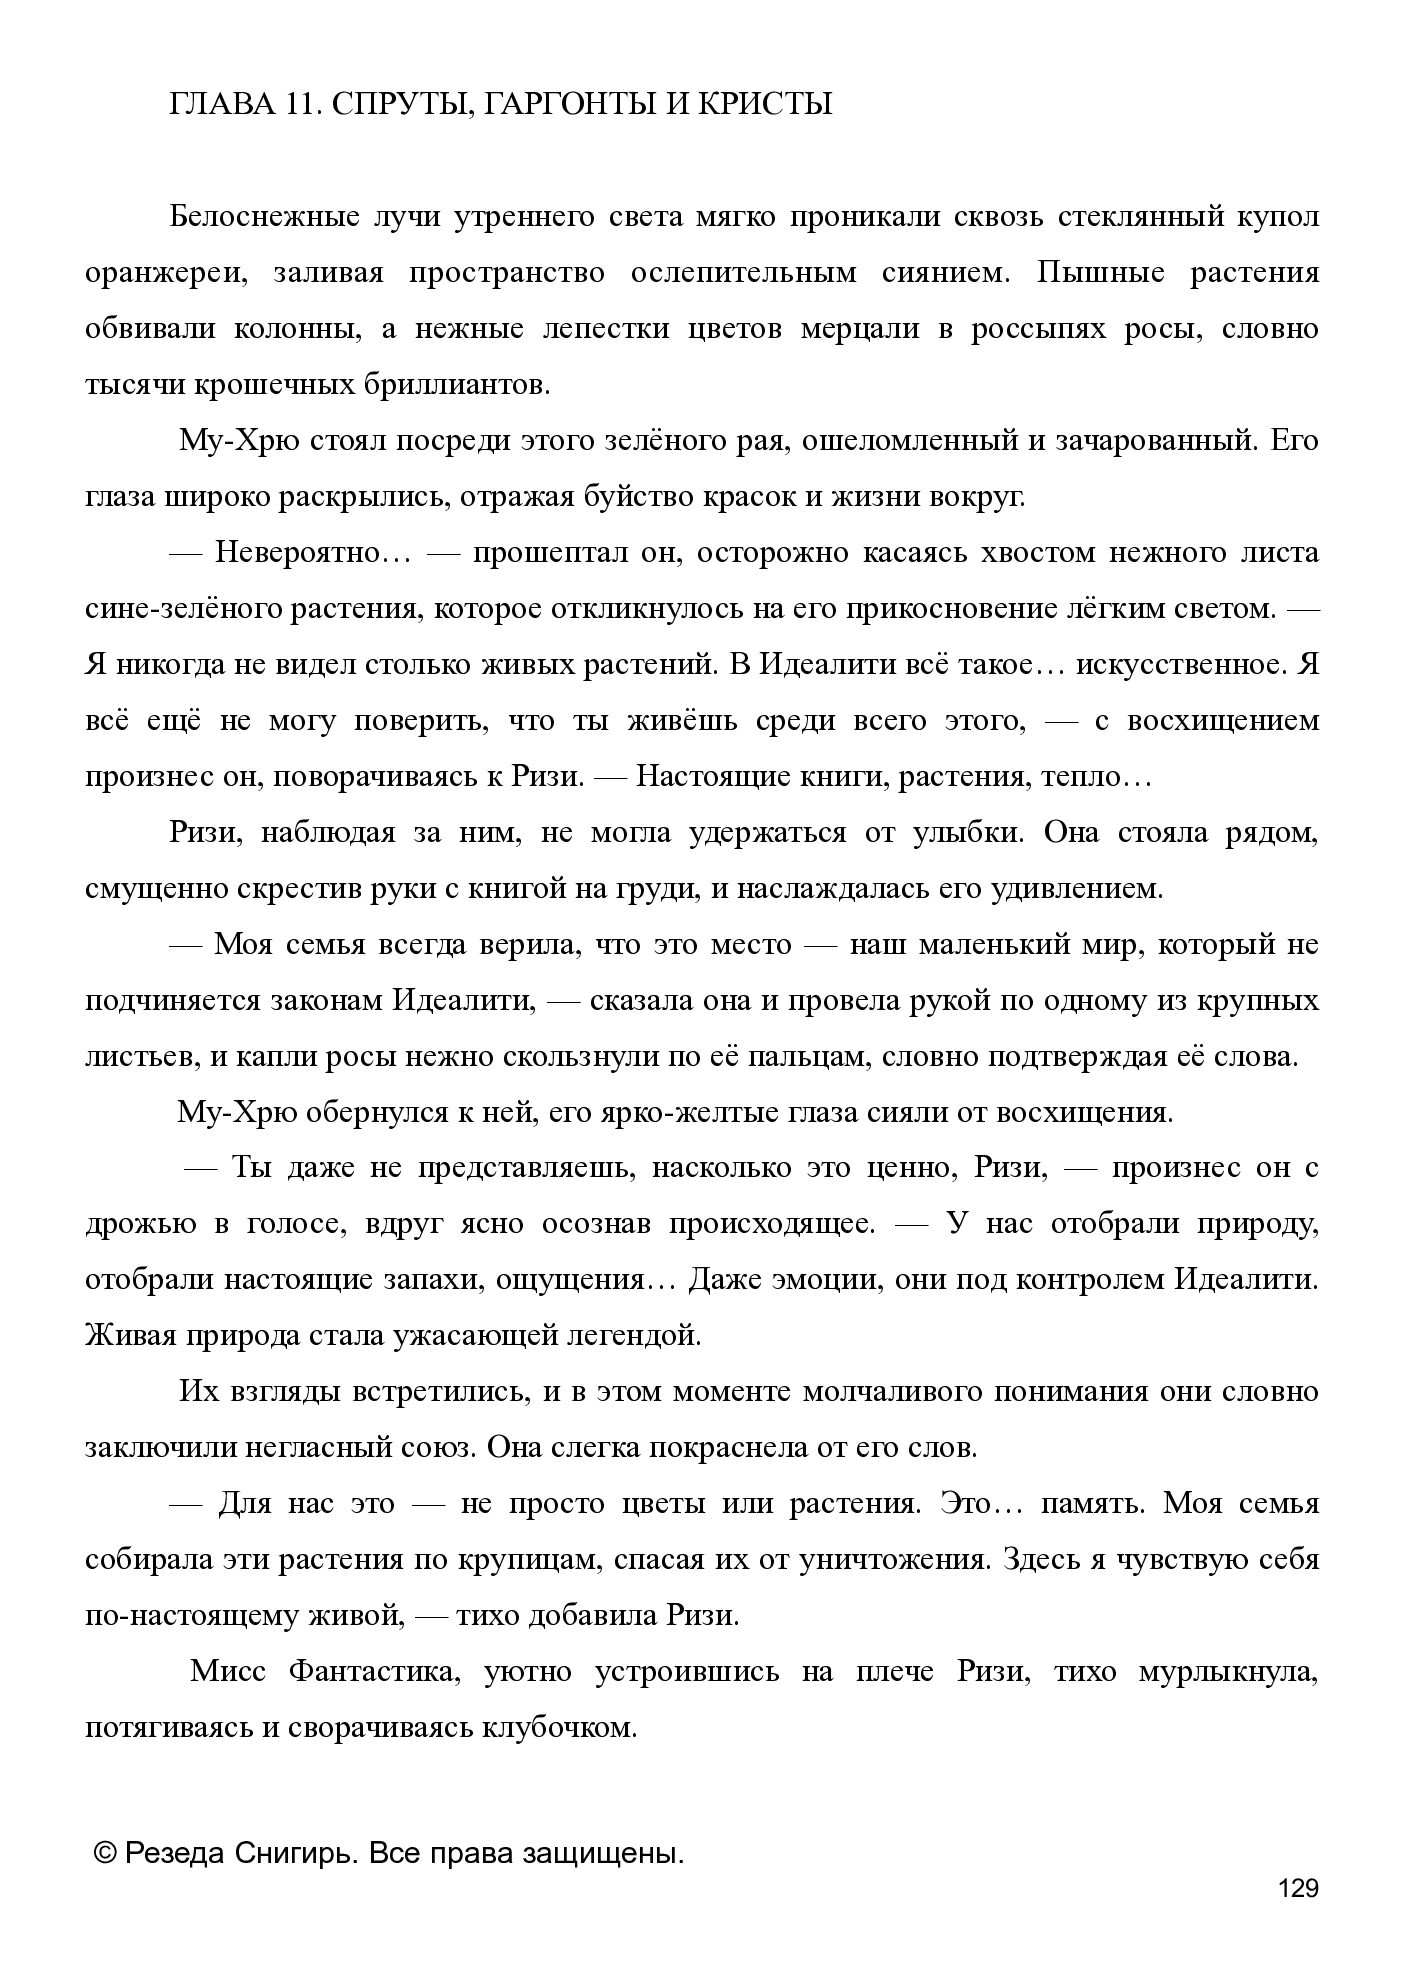 ГЛАВА 11. СПРУТЫ, ГАРГОНТЫ И КРИСТЫ
Белоснежные лучи утреннего света мягко проникали сквозь стеклянный купол
оранжереи, заливая пространство ослепительным сиянием. Пышные растения
обвивали колонны, а нежные лепестки цветов мерцали в россыпях росы, словно
тысячи крошечных бриллиантов.
Му-Хрю стоял посреди этого зелёного рая, ошеломленный и зачарованный. Его
глаза широко раскрылись, отражая буйство красок и жизни вокруг.
— Невероятно… — прошептал он, осторожно касаясь хвостом нежного листа
сине-зелёного растения, которое откликнулось на его прикосновение лёгким светом. —
Я никогда не видел столько живых растений. В Идеалити всё такое… искусственное. Я
всё ещё не могу поверить, что ты живёшь среди всего этого, — с восхищением
произнес он, поворачиваясь к Ризи. — Настоящие книги, растения, тепло…
Ризи, наблюдая за ним, не могла удержаться от улыбки. Она стояла рядом,
смущенно скрестив руки с книгой на груди, и наслаждалась его удивлением.
— Моя семья всегда верила, что это место — наш маленький мир, который не
подчиняется законам Идеалити, — сказала она и провела рукой по одному из крупных
листьев, и капли росы нежно скользнули по её пальцам, словно подтверждая её слова.
Му-Хрю обернулся к ней, его ярко-желтые глаза сияли от восхищения.
— Ты даже не представляешь, насколько это ценно, Ризи, — произнес он с
дрожью в голосе, вдруг ясно осознав происходящее. — У нас отобрали природу,
отобрали настоящие запахи, ощущения… Даже эмоции, они под контролем Идеалити.
Живая природа стала ужасающей легендой.
Их взгляды встретились, и в этом моменте молчаливого понимания они словно
заключили негласный союз. Она слегка покраснела от его слов.
— Для нас это — не просто цветы или растения. Это… память. Моя семья
собирала эти растения по крупицам, спасая их от уничтожения. Здесь я чувствую себя
по-настоящему живой, — тихо добавила Ризи.
Мисс Фантастика, уютно устроившись на плече Ризи, тихо мурлыкнула,
потягиваясь и сворачиваясь клубочком.
© Резеда Снигирь. Все права защищены.
129